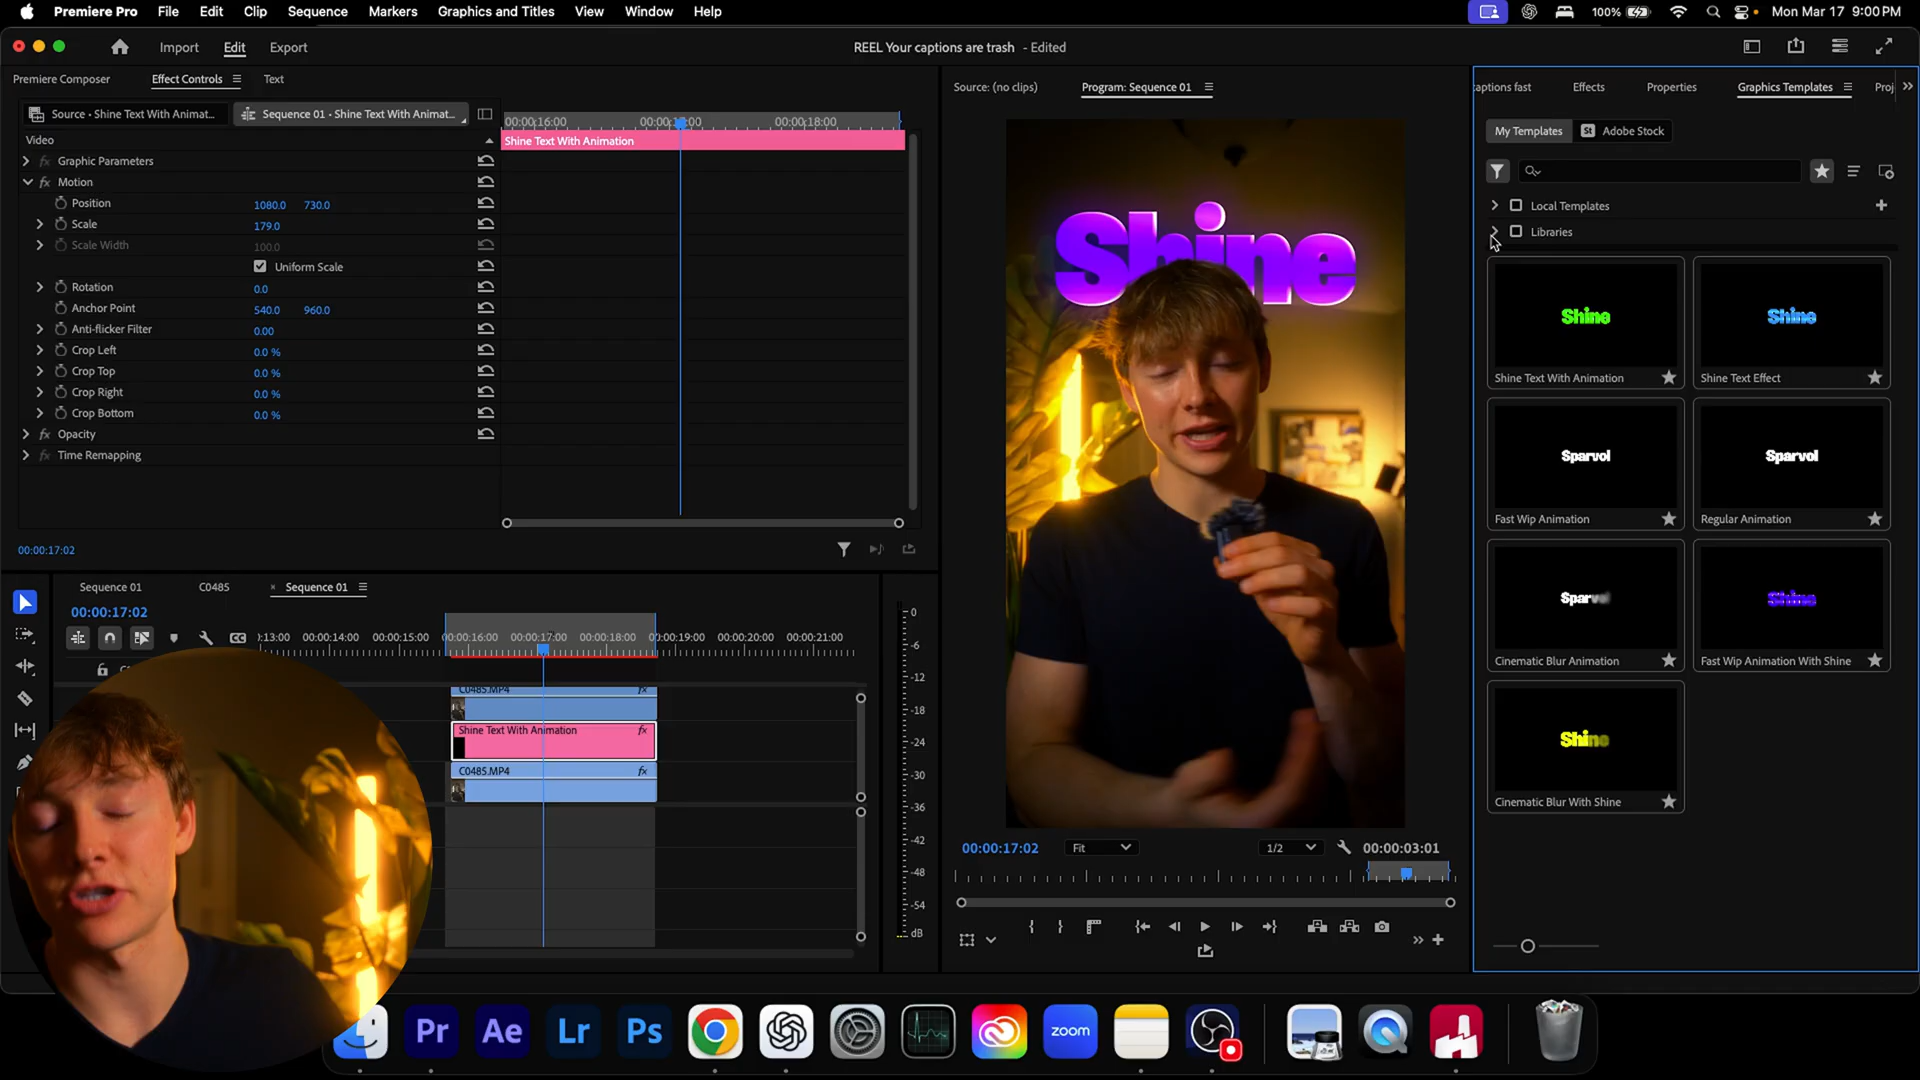 Premiere Pro File Edit Clip Sequence Markers Graphics and Titles View Window Help 100% Mon Mar 17 9:00 PM
Import Edit Export REEL Your captions are trash - Edited
Premiere Composer Effect Controls Text
Source • Shine Text With Animat... Sequence 01 • Shine Text With Animat...
Video
Graphic Parameters
Motion
Position 1080.0 730.0
Scale 179.0
Scale Width 100.0
Uniform Scale
Rotation 0.0
Anchor Point 540.0 960.0
Anti-flicker Filter 0.00
Crop Left 0.0 %
Crop Top 0.0 %
Crop Right 0.0 %
Crop Bottom 0.0 %
Opacity
Time Remapping
00:00:16:00 00:00:18:00
Shine Text With Animation
00:00:17:02
Source: (no clips) Program: Sequence 01
Shine
00:00:17:02 Fit 1/2 00:00:03:01
captions fast Effects Properties Graphics Templates Proj
My Templates St Adobe Stock
Local Templates
Libraries
Shine Shine
Shine Text With Animation Shine Text Effect
Sparvol Sparvol
Fast Wip Animation Regular Animation
Sparvol Shine
Cinematic Blur Animation Fast Wip Animation With Shine
Shine
Cinematic Blur With Shine
Sequence 01 C0485 × Sequence 01
00:00:17:02
:13:00 00:00:14:00 00:00:15:00 00:00:16:00 00:00:17:00 00:00:18:00 00:00:19:00 00:00:20:00 00:00:21:00
C0485.MP4 fx
Shine Text With Animation fx
C0485.MP4 fx
0
-6
-12
-18
-24
-30
-36
-42
-48
-54
dB
Pr Ae Lr Ps zoom